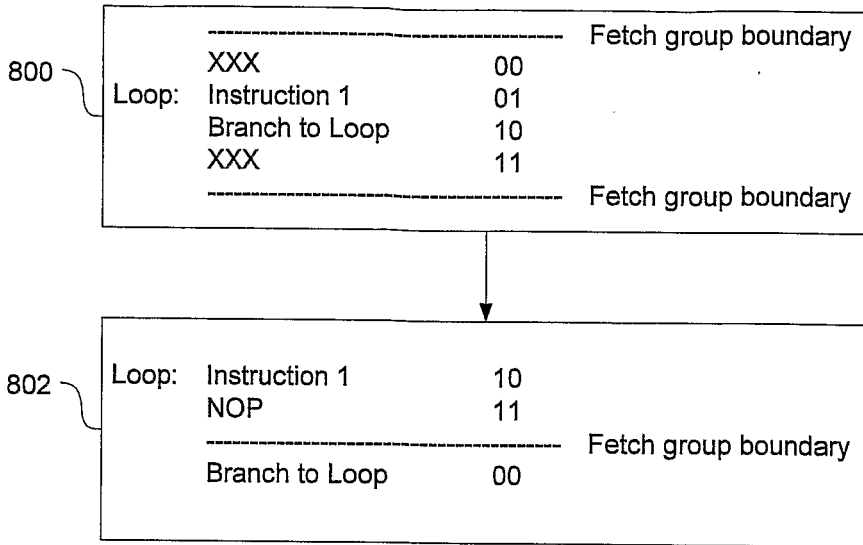 ---------------------------------------- Fetch group boundary
800
XXX 00
Loop: Instruction 1 01
Branch to Loop 10
XXX 11
---------------------------------------- Fetch group boundary
802
Loop: Instruction 1 10
NOP 11
---------------------------------------- Fetch group boundary
Branch to Loop 00